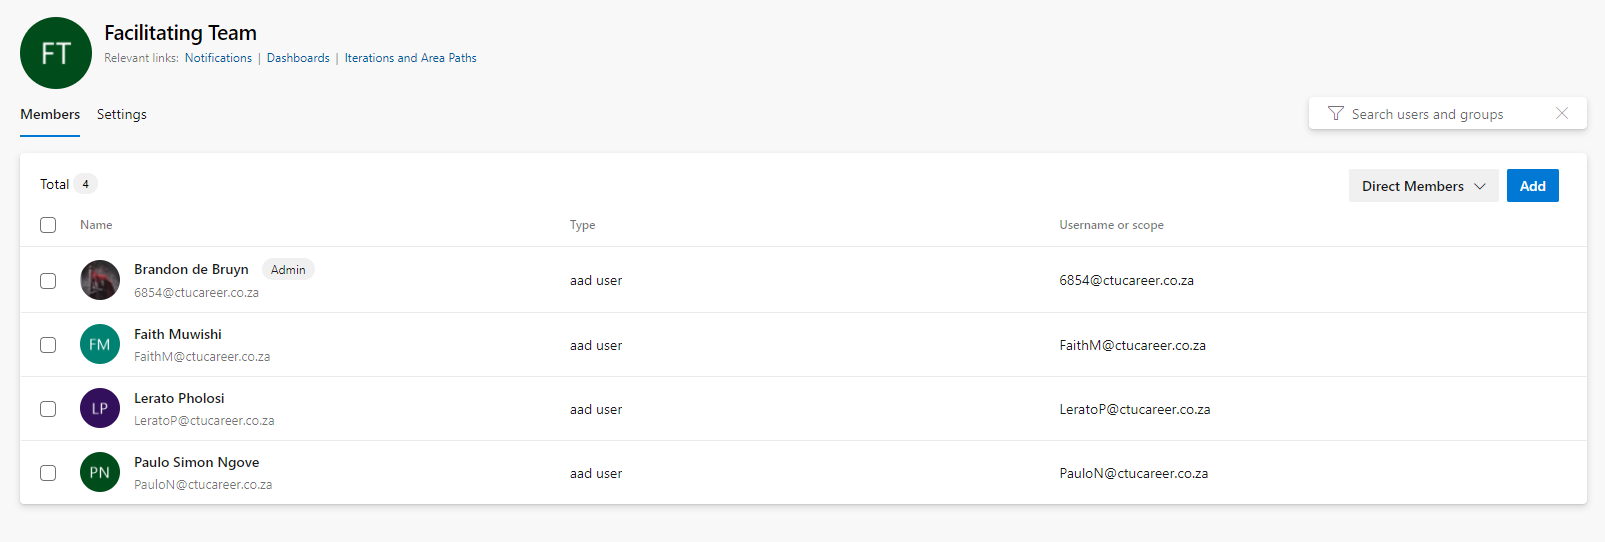 FT
Facilitating Team
Relevant links: Notifications | Dashboards | Iterations and Area Paths
Members Settings
Search users and groups
Total 4
Direct Members Add
Name Type Username or scope
Brandon de Bruyn Admin
6854@ctucareer.co.za
aad user 6854@ctucareer.co.za
FM
Faith Muwishi
FaithM@ctucareer.co.za
aad user FaithM@ctucareer.co.za
LP
Lerato Pholosi
LeratoP@ctucareer.co.za
aad user LeratoP@ctucareer.co.za
PN
Paulo Simon Ngove
PauloN@ctucareer.co.za
aad user PauloN@ctucareer.co.za